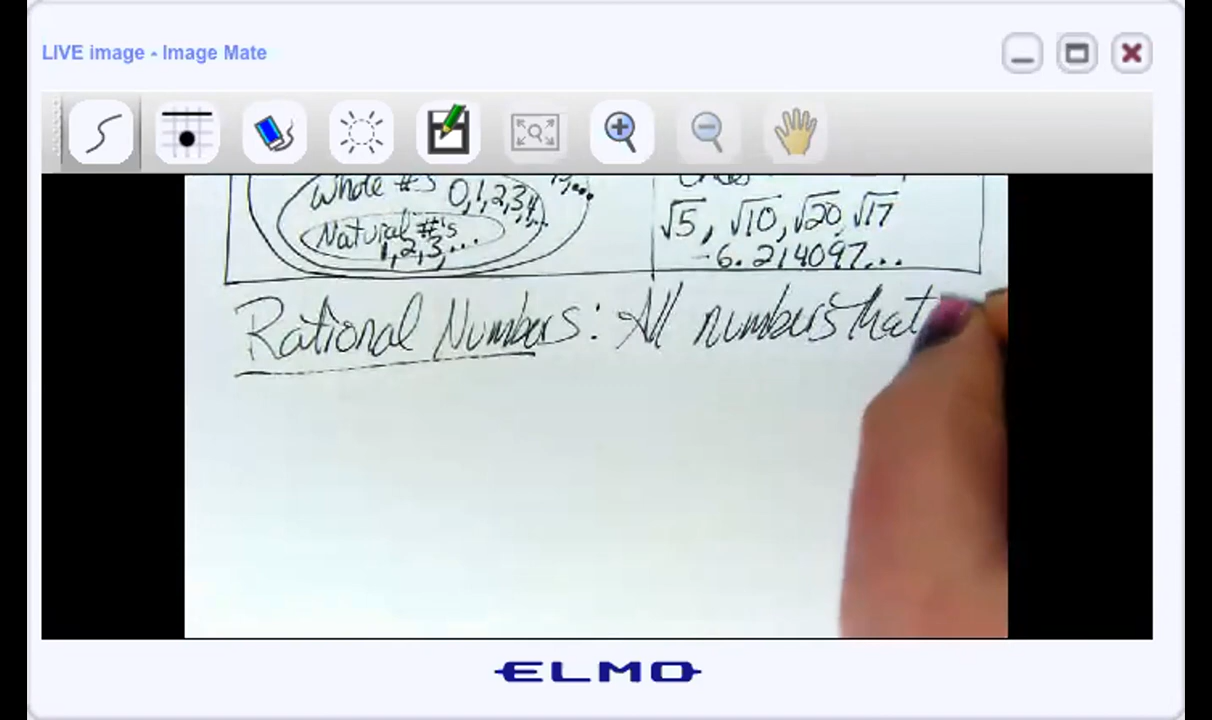 LIVE image - Image Mate
Whole #'s 0,1,2,3,4,...
Natural #'s
1,2,3,...
√5, √10, √20, √17
-6.214097...
Rational Numbers: All numbers that
ELMO